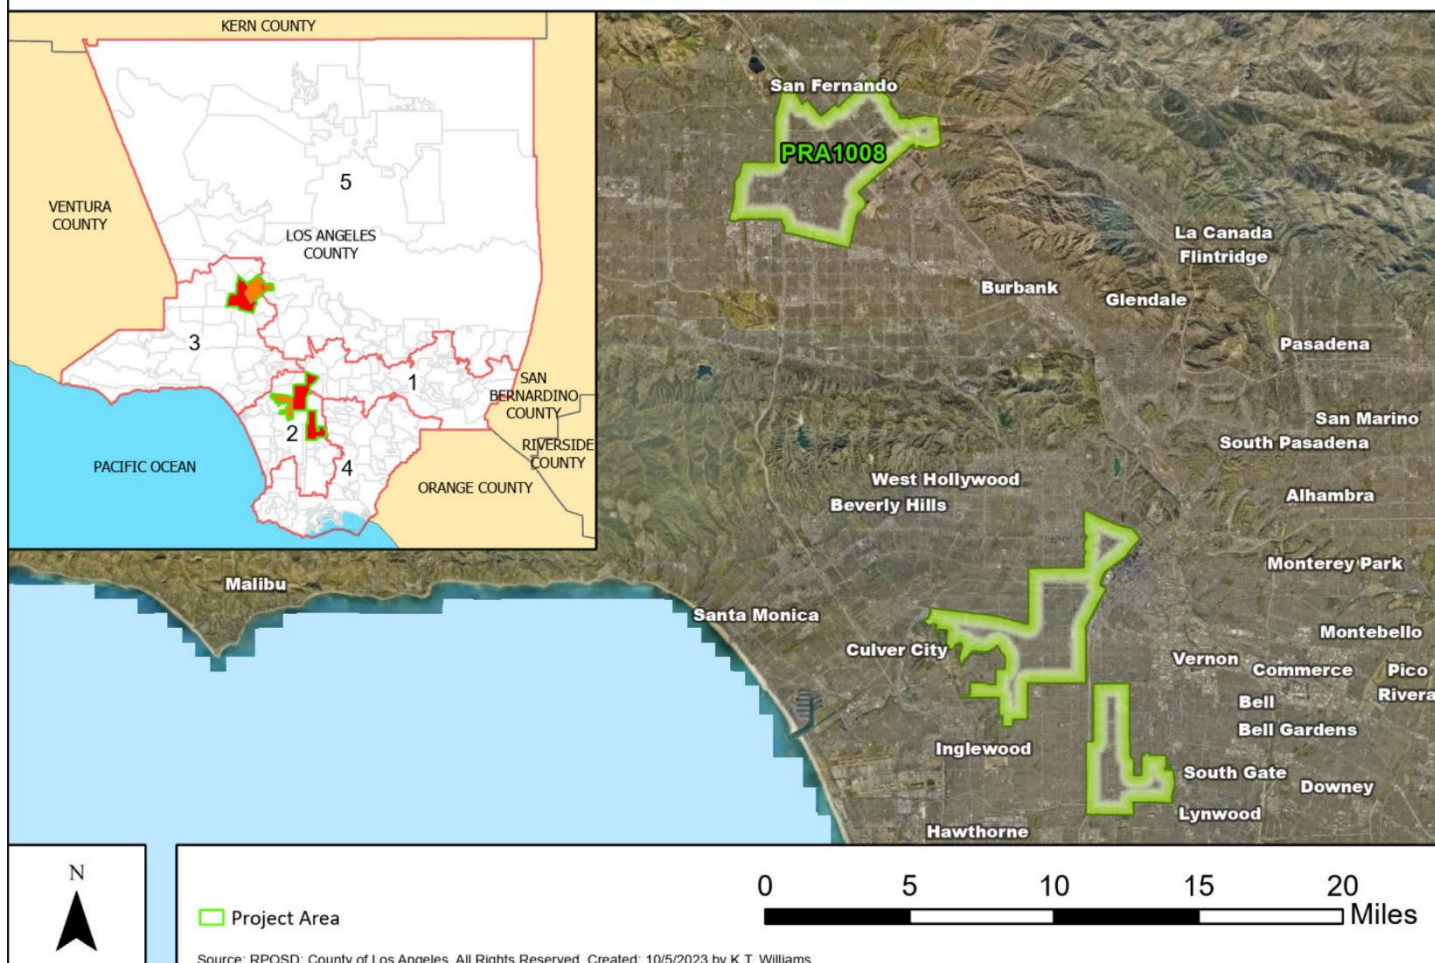 KERN COUNTY
5
VENTURA
COUNTY
LOS ANGELES
COUNTY
3
1
SAN
BERNARDINO
COUNTY
2
RIVERSIDE
COUNTY
PACIFIC OCEAN
4
ORANGE COUNTY
San Fernando
PRA1008
La Canada
Flintridge
Burbank
Glendale
Pasadena
San Marino
South Pasadena
West Hollywood
Beverly Hills
Alhambra
Monterey Park
Malibu
Santa Monica
Montebello
Culver City
Vernon
Commerce
Pico
Rivera
Bell
Bell Gardens
Inglewood
South Gate
Downey
Lynwood
Hawthorne
N
0 5 10 15 20
Miles
Project Area
Source: RPOSD; County of Los Angeles. All Rights Reserved. Created: 10/5/2023 by K.T. Williams